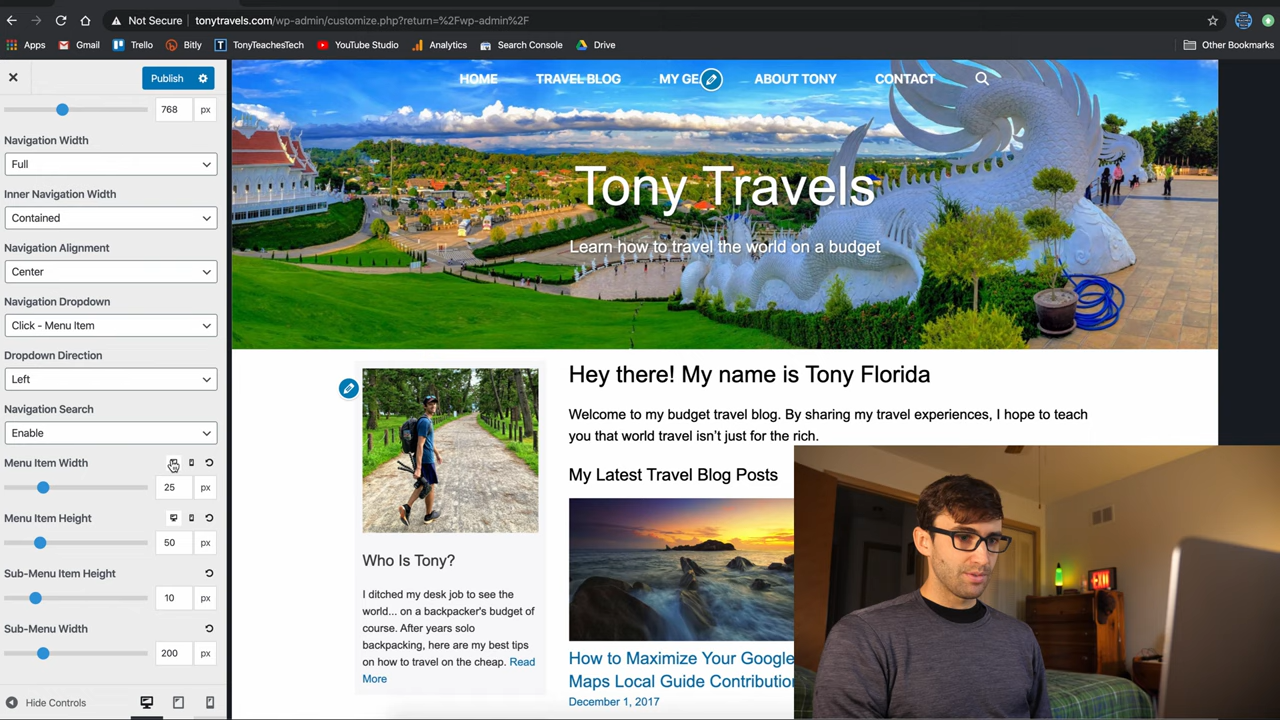 Not Secure
tonytravels.com/wp-admin/customize.php?return=%2Fwp-admin%2F
Apps Gmail Trello Bitly TonyTeachesTech YouTube Studio Analytics Search Console Drive Other Bookmarks
Publish
768 px
Navigation Width
Full
Inner Navigation Width
Contained
Navigation Alignment
Center
Navigation Dropdown
Click - Menu Item
Dropdown Direction
Left
Navigation Search
Enable
Menu Item Width
25 px
Menu Item Height
50 px
Sub-Menu Item Height
10 px
Sub-Menu Width
200 px
Hide Controls
HOME TRAVEL BLOG MY GE ABOUT TONY CONTACT
Tony Travels
Learn how to travel the world on a budget
Who Is Tony?
I ditched my desk job to see the
world... on a backpacker's budget of
course. After years solo
backpacking, here are my best tips
on how to travel on the cheap. Read
More
Hey there! My name is Tony Florida
Welcome to my budget travel blog. By sharing my travel experiences, I hope to teach
you that world travel isn't just for the rich.
My Latest Travel Blog Posts
How to Maximize Your Google
Maps Local Guide Contribution
December 1, 2017